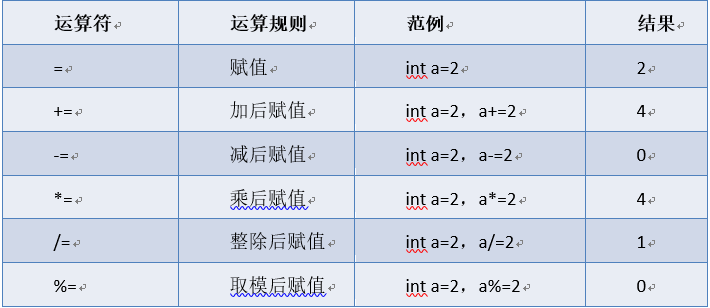 运算符 运算规则 范例 结果
= 赋值 int a=2 2
+= 加后赋值 int a=2，a+=2 4
-= 减后赋值 int a=2，a-=2 0
*= 乘后赋值 int a=2，a*=2 4
/= 整除后赋值 int a=2，a/=2 1
%= 取模后赋值 int a=2，a%=2 0